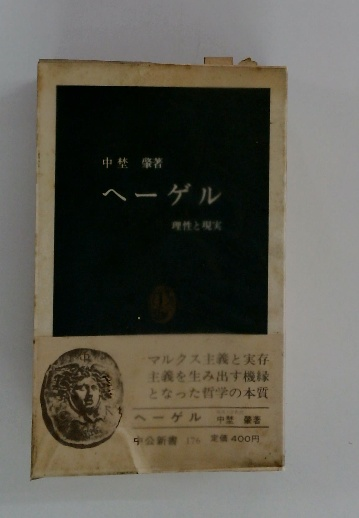 中埜 肇著
ヘーゲル
理性と現実
マルクス主義と実存
主義を生み出す機縁
となった哲学の本質
ヘーゲル 中埜 肇著
中公新書 176 定価 400円